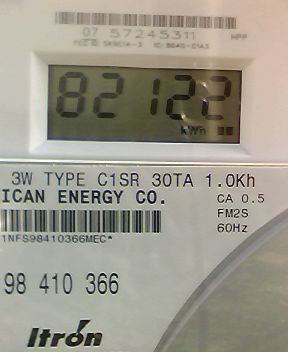 07 57245311
82122
kWh
3W TYPE C1SR 30TA 1.0Kh
ICAN ENERGY CO.
CA 0.5
FM2S
60Hz
1NFS98410366MEC*
98 410 366
Itron